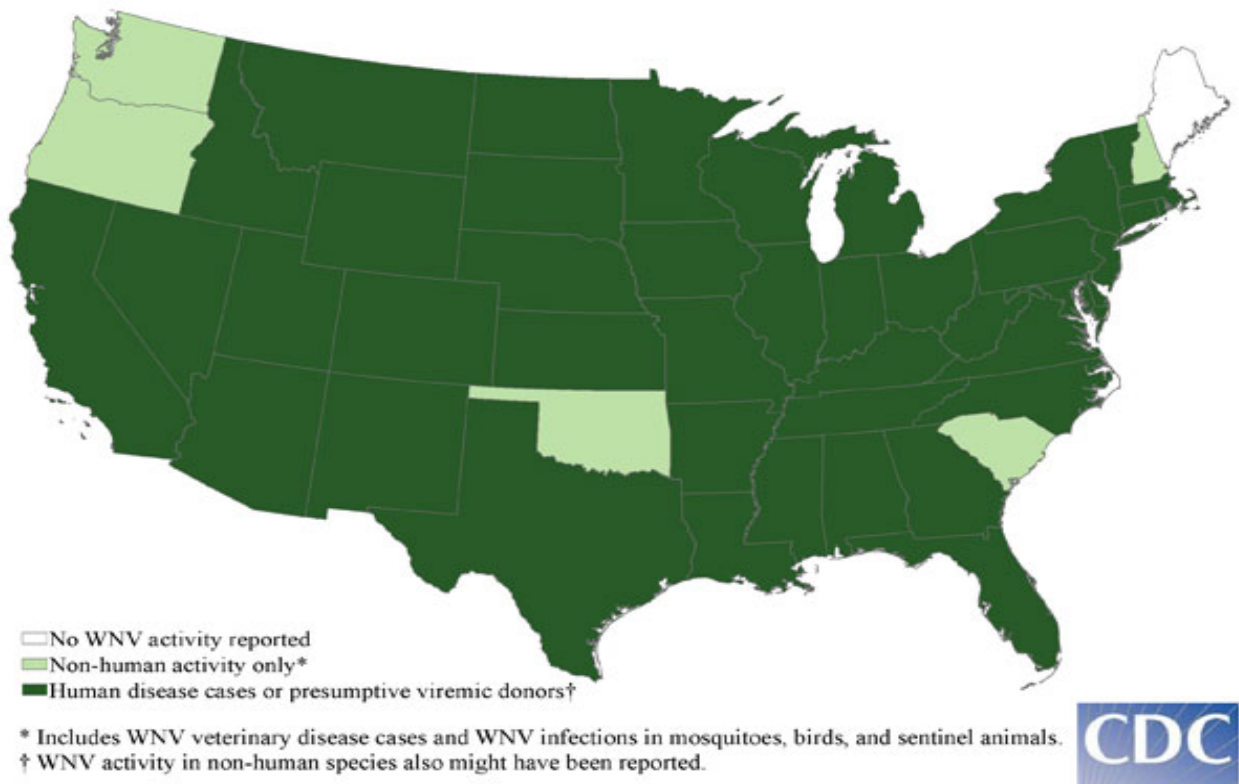 No WNV activity reported
Non-human activity only*
Human disease cases or presumptive viremic donors†
* Includes WNV veterinary disease cases and WNV infections in mosquitoes, birds, and sentinel animals.
† WNV activity in non-human species also might have been reported.
CDC